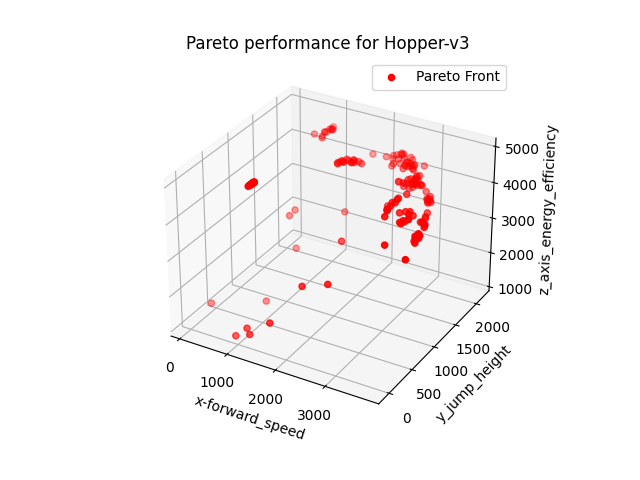 Pareto performance for Hopper-v3
Pareto Front
5000
4000
3000
2000
1000
z_axis_energy_efficiency
2000
1500
1000
500
0
y_jump_height
0
1000
2000
3000
x-forward_speed